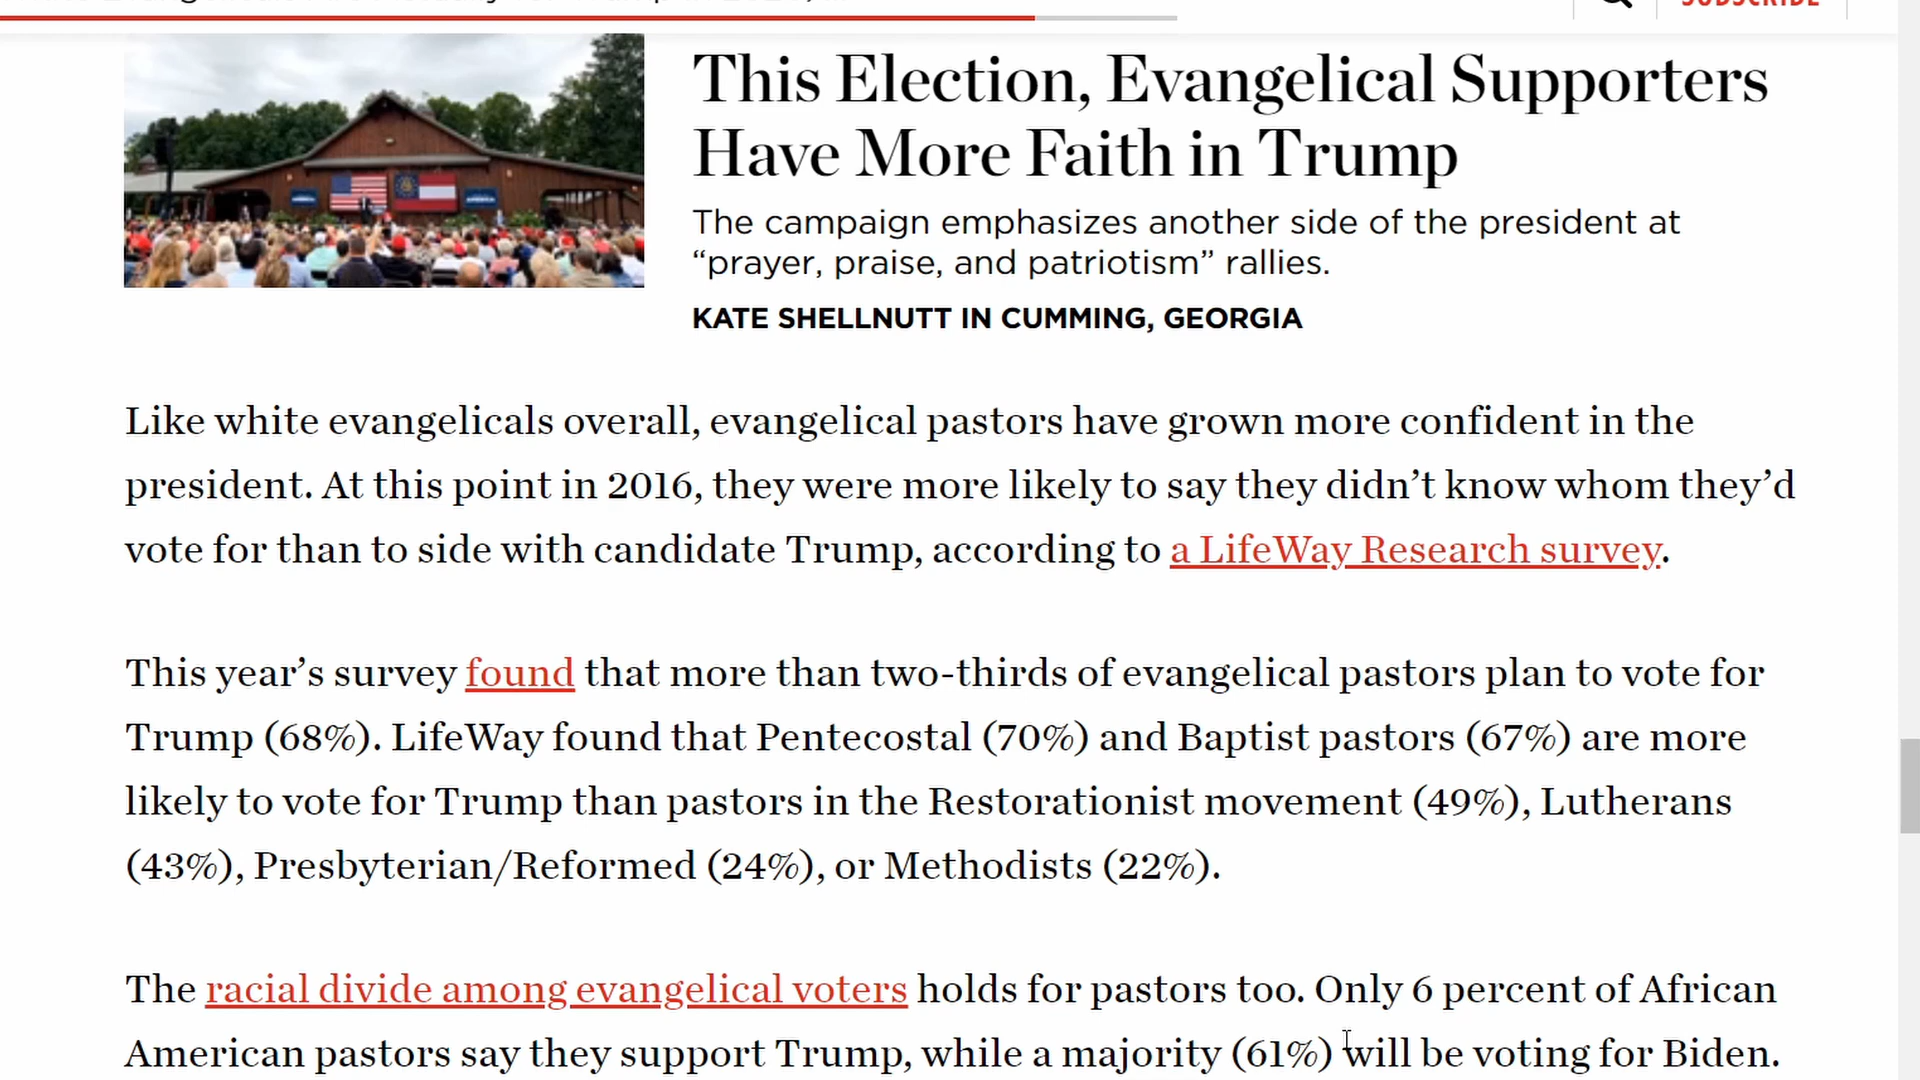 This Election, Evangelical Supporters
Have More Faith in Trump
The campaign emphasizes another side of the president at
“prayer, praise, and patriotism” rallies.
KATE SHELLNUTT IN CUMMING, GEORGIA
Like white evangelicals overall, evangelical pastors have grown more confident in the
president. At this point in 2016, they were more likely to say they didn’t know whom they’d
vote for than to side with candidate Trump, according to a LifeWay Research survey.
This year’s survey found that more than two-thirds of evangelical pastors plan to vote for
Trump (68%). LifeWay found that Pentecostal (70%) and Baptist pastors (67%) are more
likely to vote for Trump than pastors in the Restorationist movement (49%), Lutherans
(43%), Presbyterian/Reformed (24%), or Methodists (22%).
The racial divide among evangelical voters holds for pastors too. Only 6 percent of African
American pastors say they support Trump, while a majority (61%) will be voting for Biden.